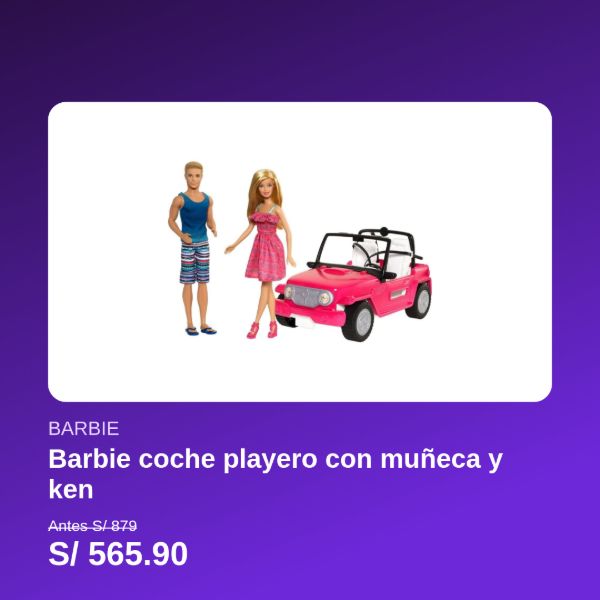 BARBIE
Barbie coche playero con muñeca y
ken
Antes S/ 879
S/ 565.90